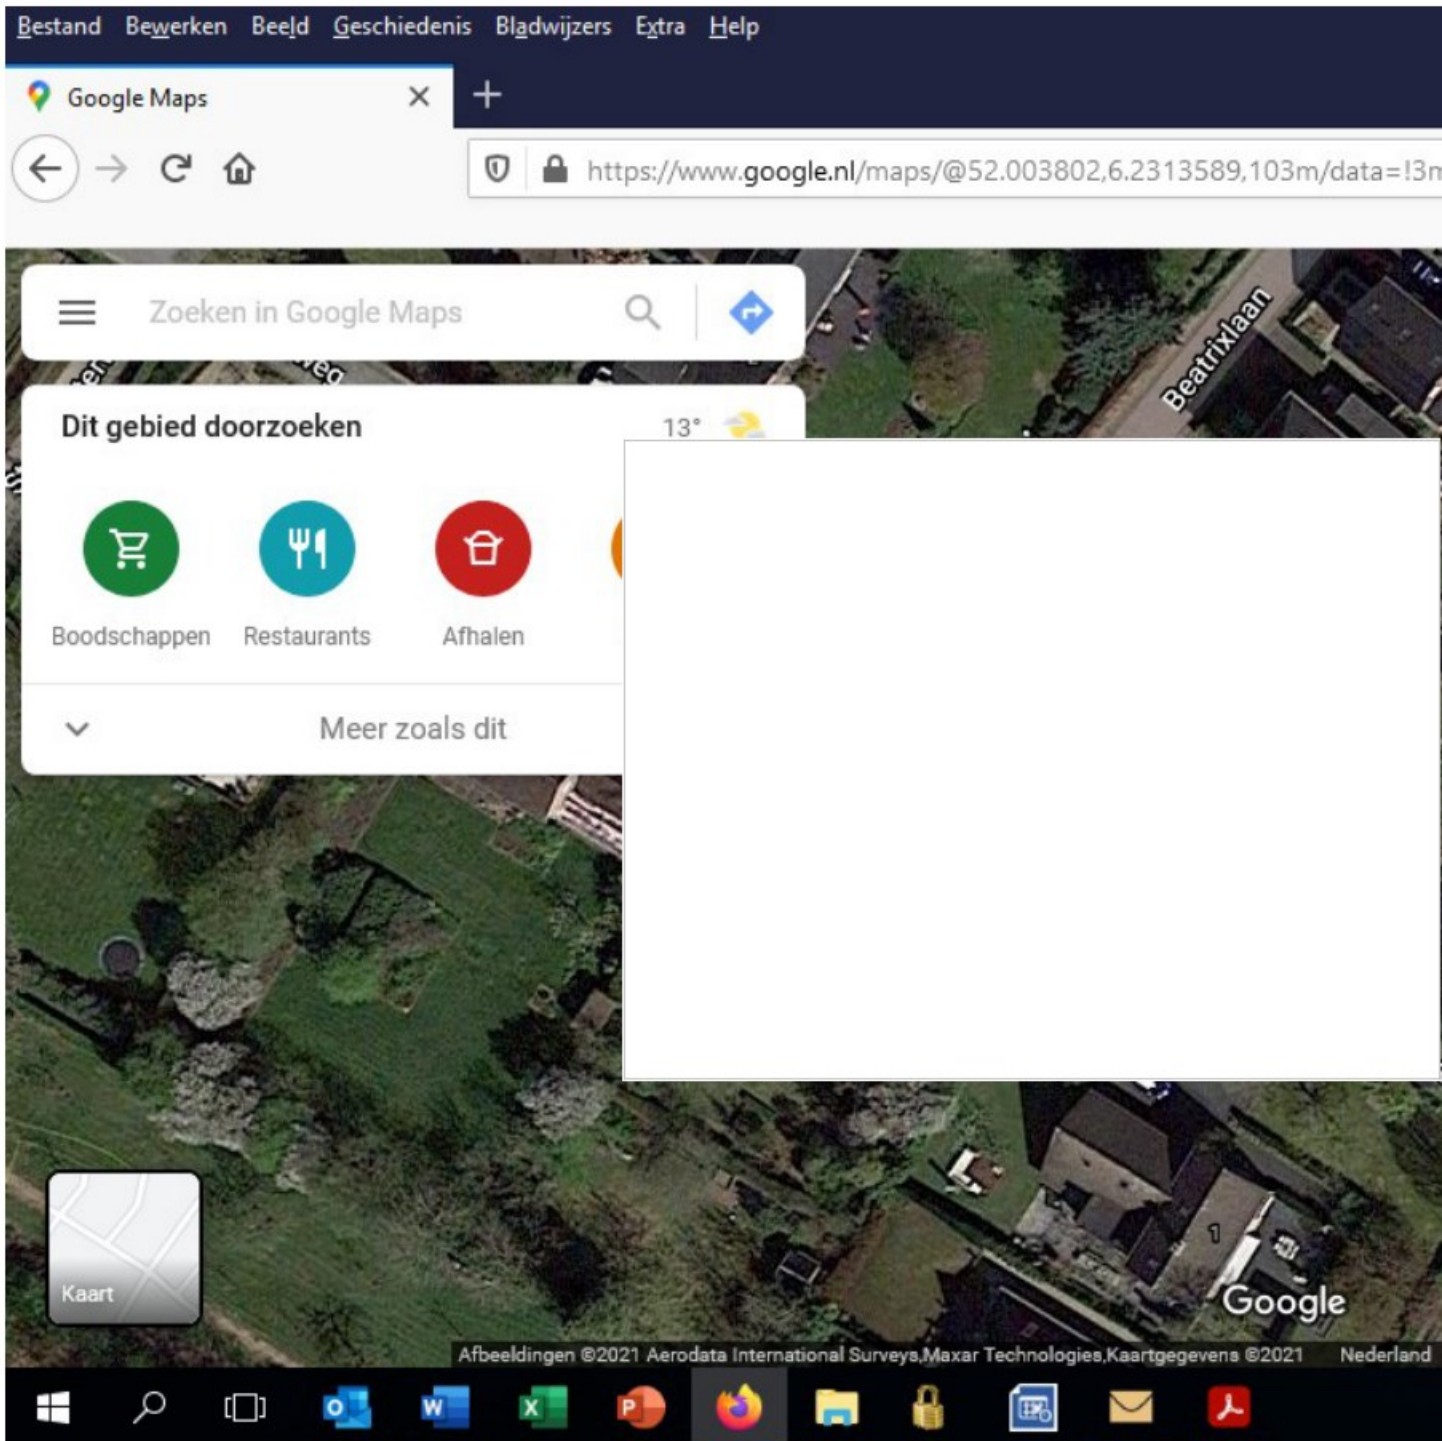 Bestand Bewerken Beeld Geschiedenis Bladwijzers Extra Help
Google Maps
https://www.google.nl/maps/@52.003802,6.2313589,103m/data=!3m
Zoeken in Google Maps
Beatrixlaan
weg
Dit gebied doorzoeken 13°
Boodschappen Restaurants Afhalen
Meer zoals dit
1
Kaart
Google
Afbeeldingen ©2021 Aerodata International Surveys,Maxar Technologies,Kaartgegevens ©2021 Nederland